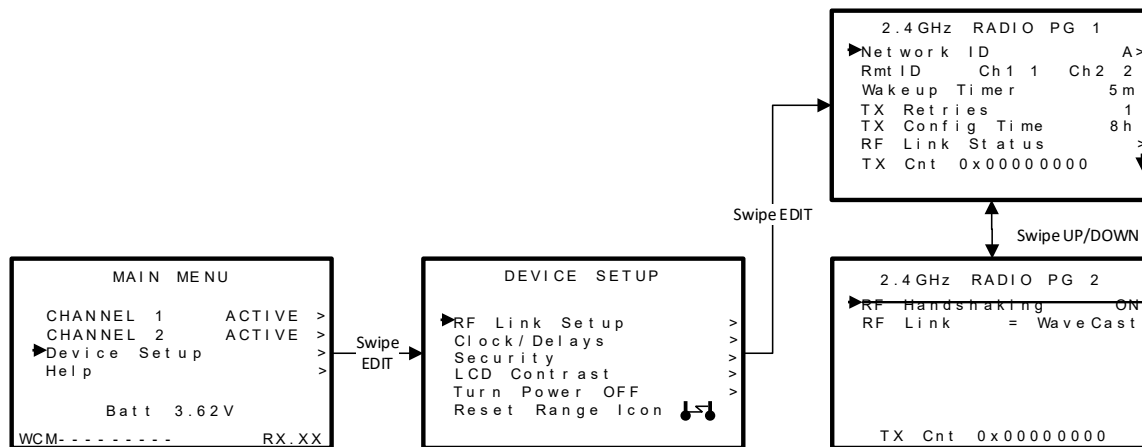 2.4GHz RADIO PG 1
Network ID A>
Rmt ID Ch1 1 Ch2 2
Wakeup Timer 5m
TX Retries 1
TX Config Time 8h
RF Link Status >
TX Cnt 0x00000000
Swipe EDIT
Swipe UP/DOWN
MAIN MENU
CHANNEL 1 ACTIVE >
CHANNEL 2 ACTIVE >
Device Setup >
Help >
Batt 3.62V
WCM--------- RX.XX
Swipe
EDIT
DEVICE SETUP
RF Link Setup >
Clock/Delays >
Security >
LCD Contrast >
Turn Power OFF >
Reset Range Icon
2.4GHz RADIO PG 2
RF Handshaking ON
RF Link = WaveCast
TX Cnt 0x00000000